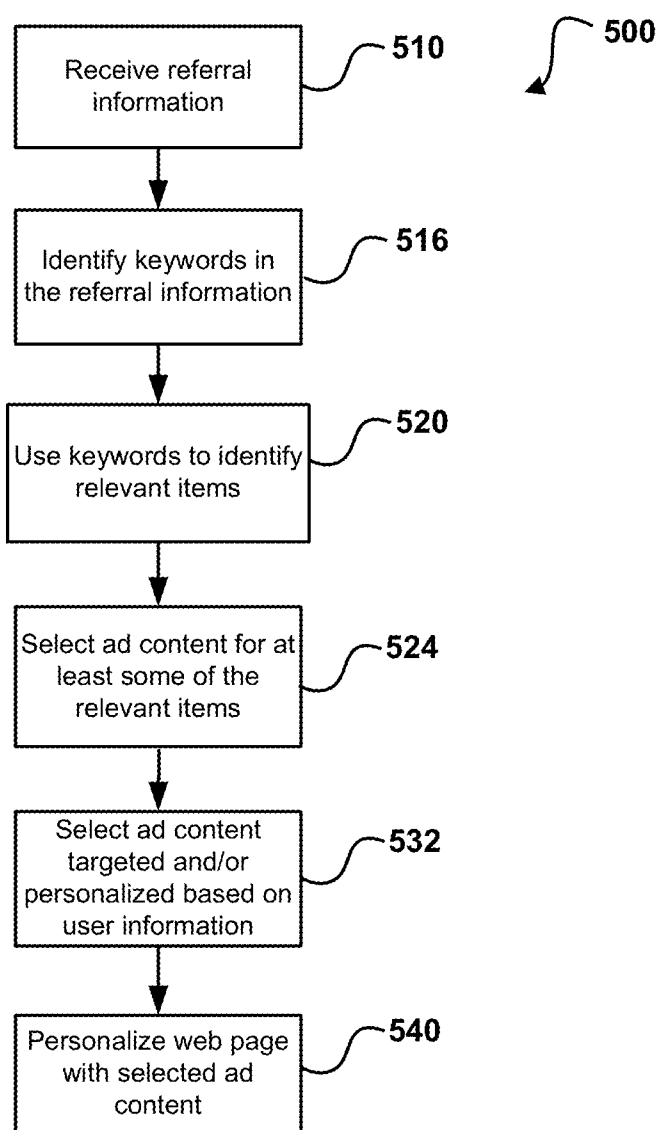 500
Receive referral
information
510
Identify keywords in
the referral information
516
Use keywords to identify
relevant items
520
Select ad content for at
least some of the
relevant items
524
Select ad content
targeted and/or
personalized based on
user information
532
Personalize web page
with selected ad
content
540